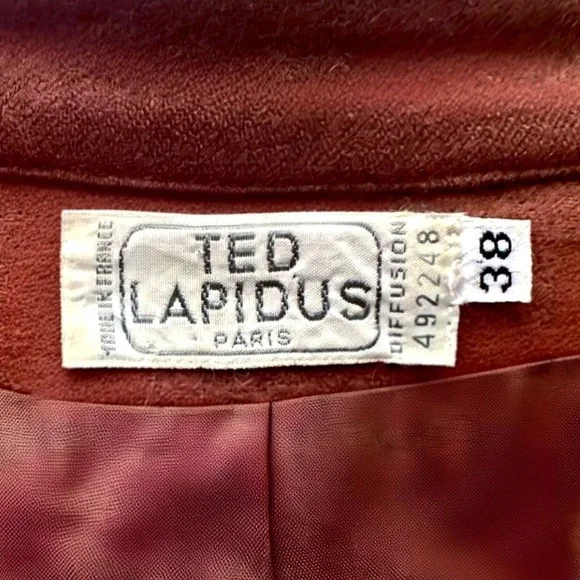 MADE IN FRANCE
TED
LAPIDUS
PARIS
DIFFUSION
492248
38